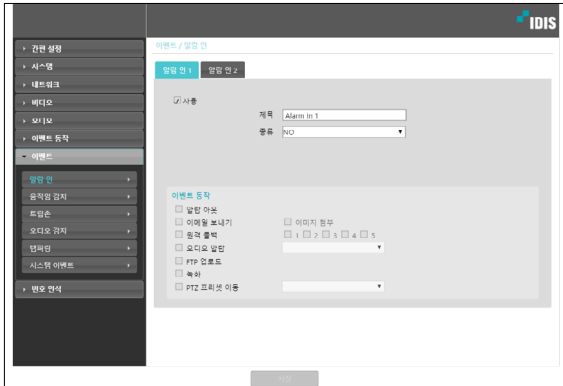 IDIS
간편 설정
시스템
네트워크
비디오
오디오
이벤트 동작
이벤트
알람 인
움직임 감지
트립존
오디오 감지
탬퍼링
시스템 이벤트
번호 인식
이벤트 / 알람 인
알람 인 1 알람 인 2
사용
제목 Alarm In 1
종류 NO
이벤트 동작
알람 아웃
이메일 보내기 이미지 첨부
원격 콜백 1 2 3 4 5
오디오 알람
FTP 업로드
녹화
PTZ 프리셋 이동
저장